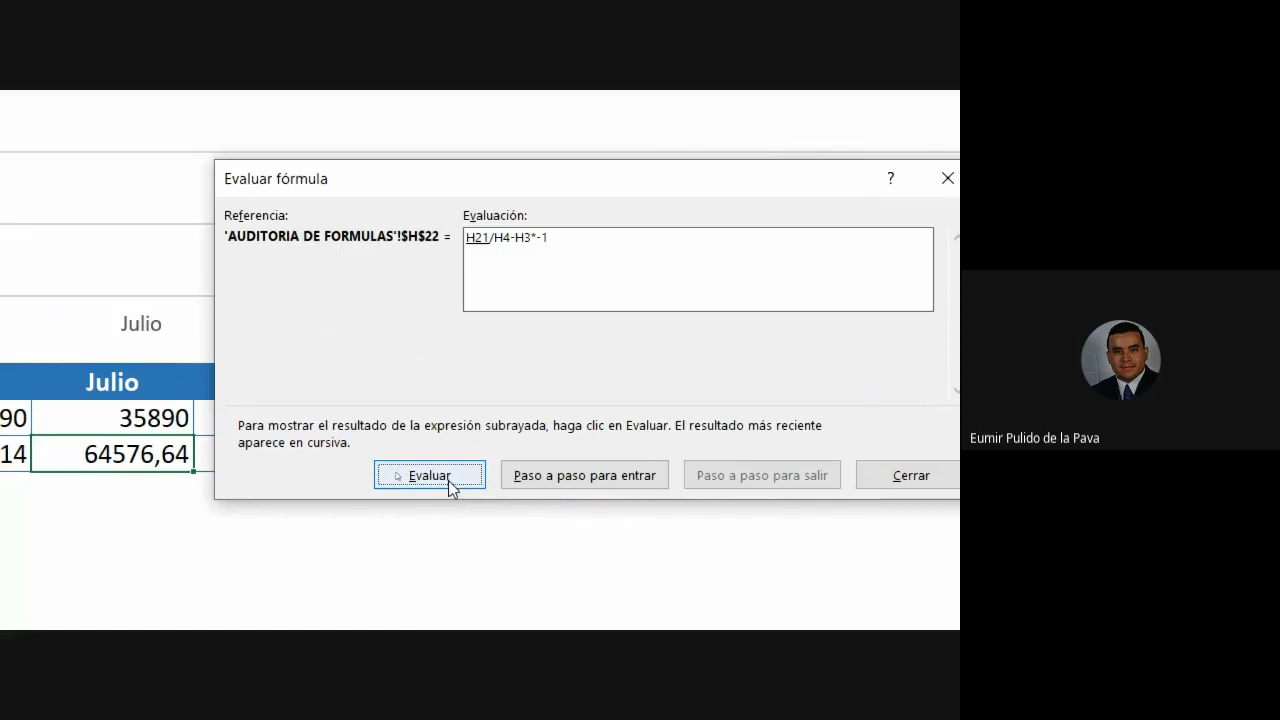 Evaluar fórmula
?
Referencia:
Evaluación:
'AUDITORIA DE FORMULAS'!$H$22 =
H21/H4-H3*-1
Julio
Julio
90 35890
14 64576,64
Para mostrar el resultado de la expresión subrayada, haga clic en Evaluar. El resultado más reciente
aparece en cursiva.
Evaluar
Paso a paso para entrar
Paso a paso para salir
Cerrar
Eumir Pulido de la Pava